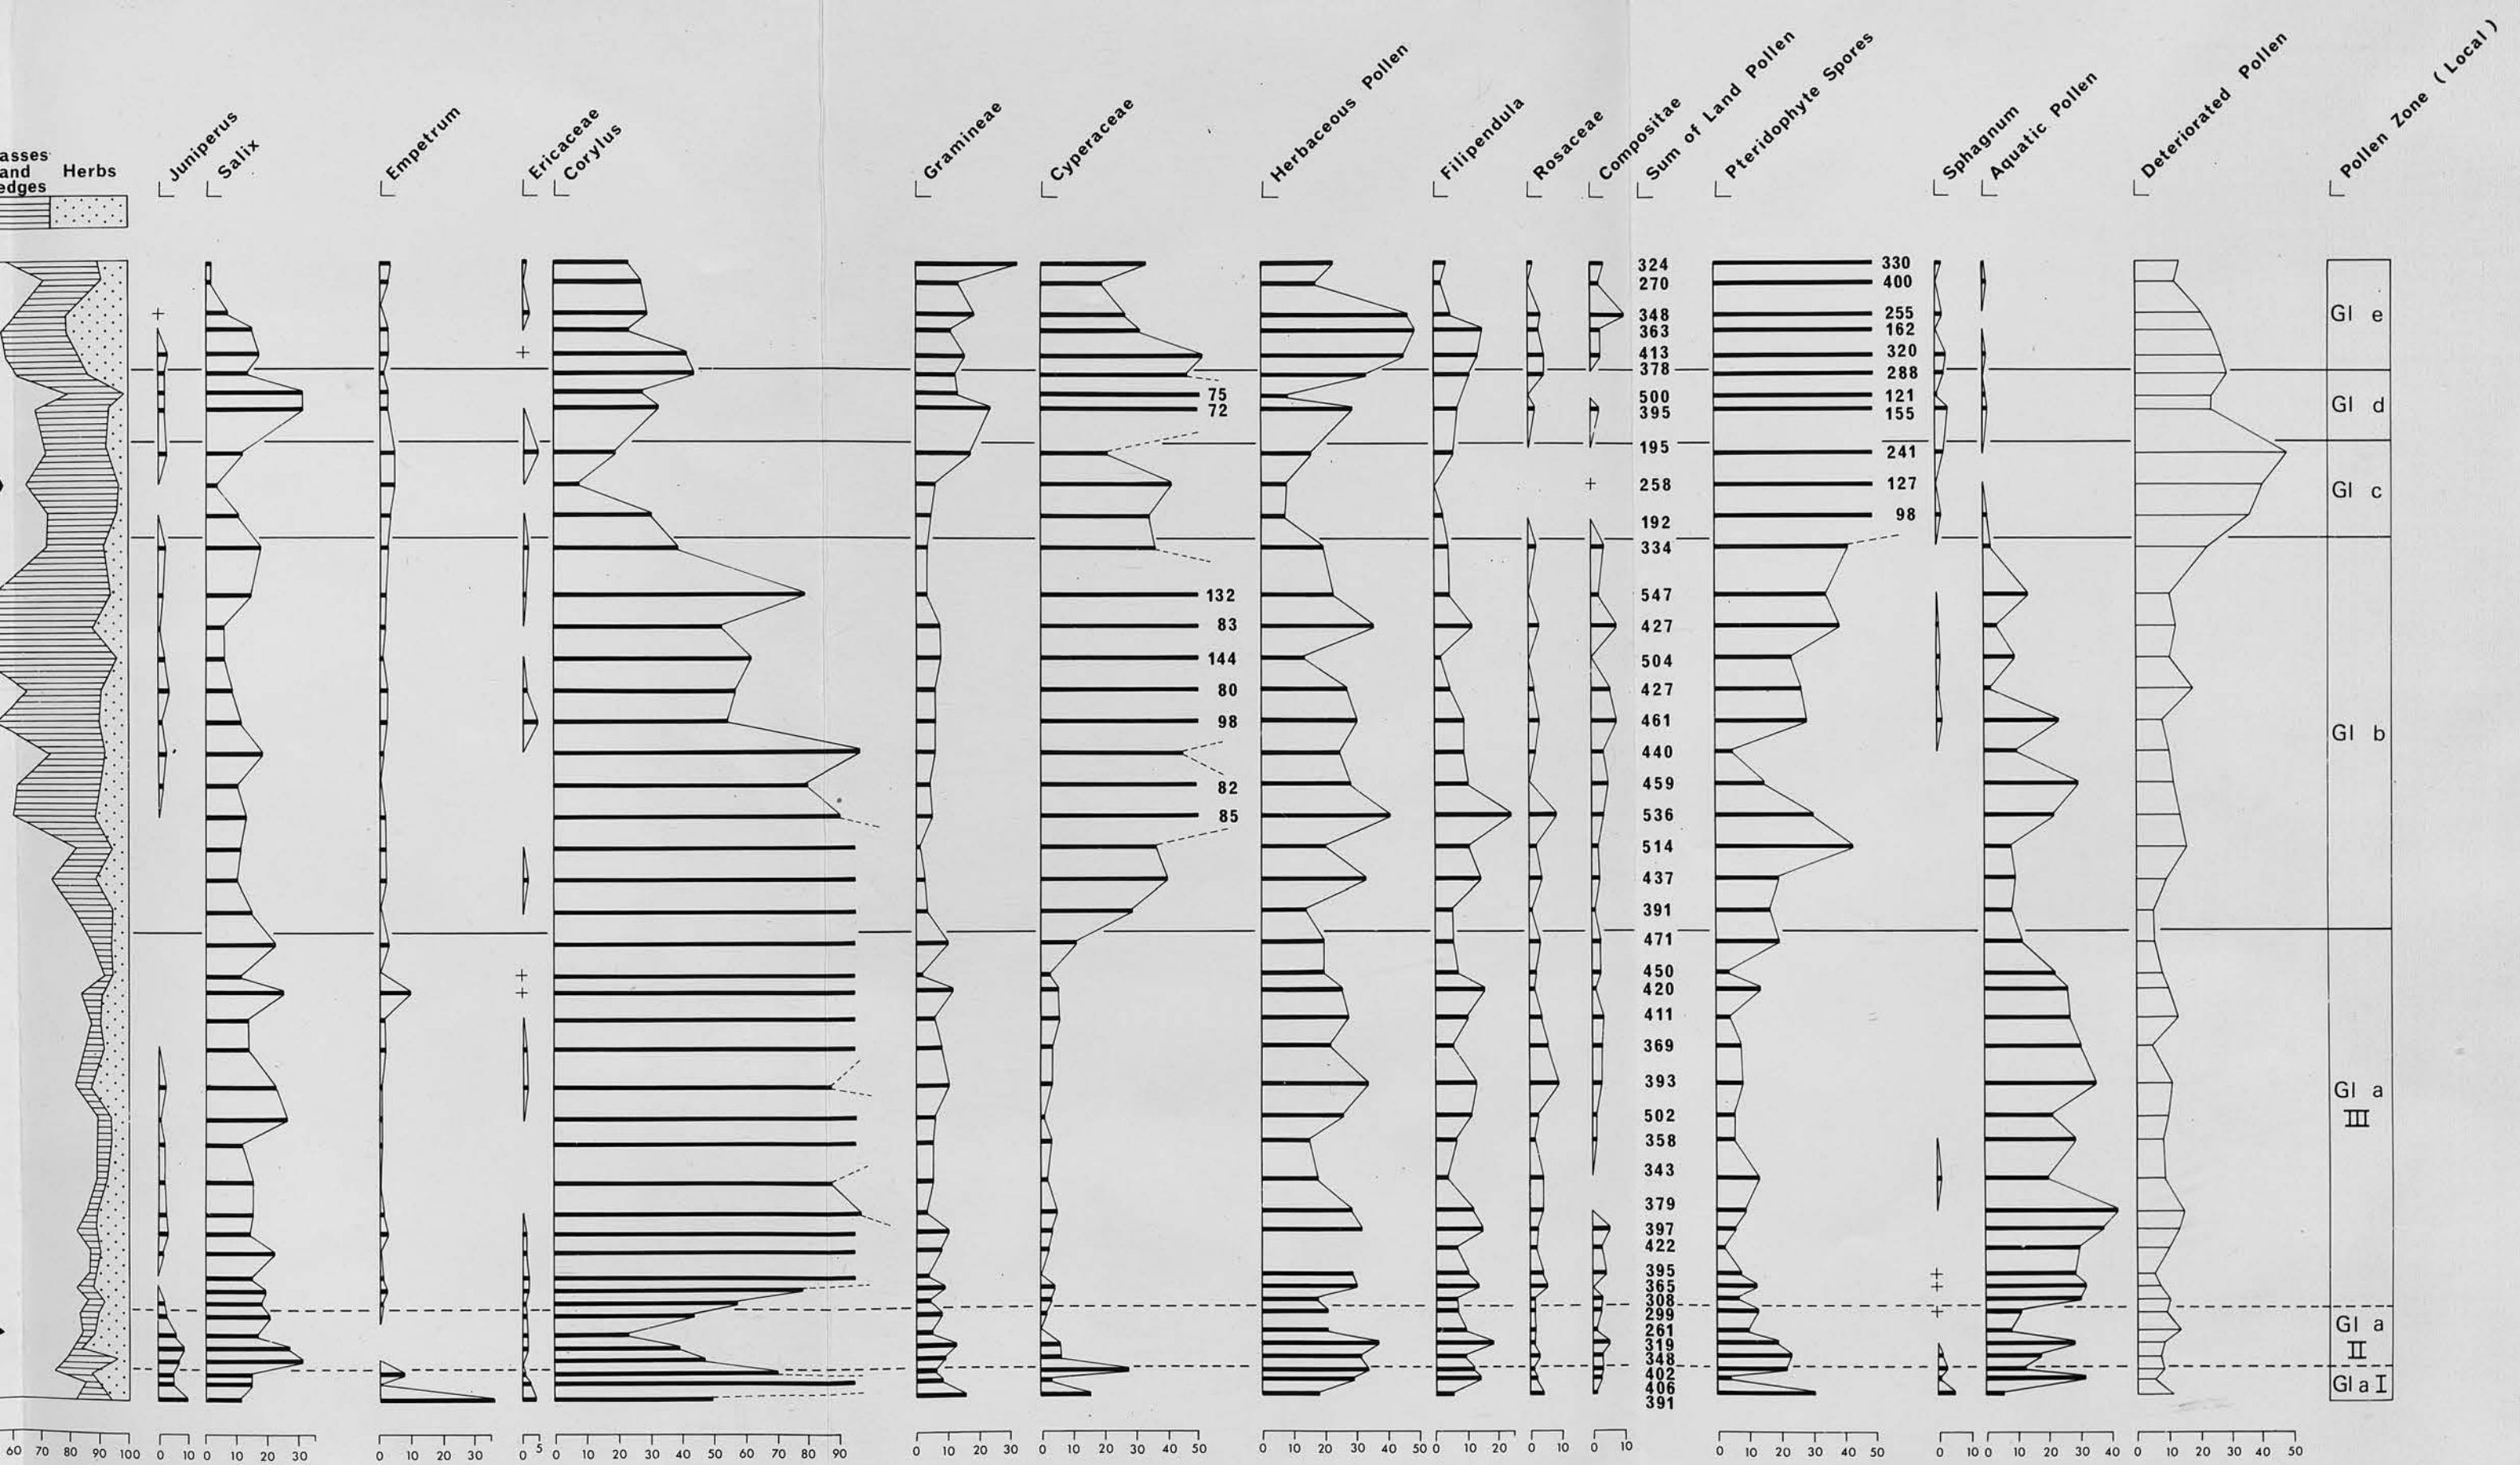 asses
and
edges
Herbs
Juniperus
Salix
Empetrum
Ericaceae
Corylus
Gramineae
Cyperaceae
Herbaceous Pollen
Filipendula
Rosaceae
Compositae
Sum of Land Pollen
Pteridophyte Spores
Sphagnum
Aquatic Pollen
Deteriorated Pollen
Pollen Zone (Local)
324 330
270 400
+ 348 255 Gl e
363 162
+ 413 320
378 288
75 500 121
72 395 155 Gl d
195 241
+ 258 127 Gl c
192 98
334
132 547
83 427
144 504
80 427
98 461 Gl b
440
82 459
85 536
514
437
391
471
+ 450
+ 420
411
369
393 Gl a
502 III
358
343
379
397
422
395 +
365 +
308
299 +
261 Gl a
319 II
348
402
406 Gl a I
391
60 70 80 90 100 0 10 0 10 20 30 0 10 20 30 0 5 0 10 20 30 40 50 60 70 80 90 0 10 20 30 0 10 20 30 40 50 0 10 20 30 40 50 0 10 20 0 10 0 10 0 10 20 30 40 50 0 10 0 10 20 30 40 0 10 20 30 40 50